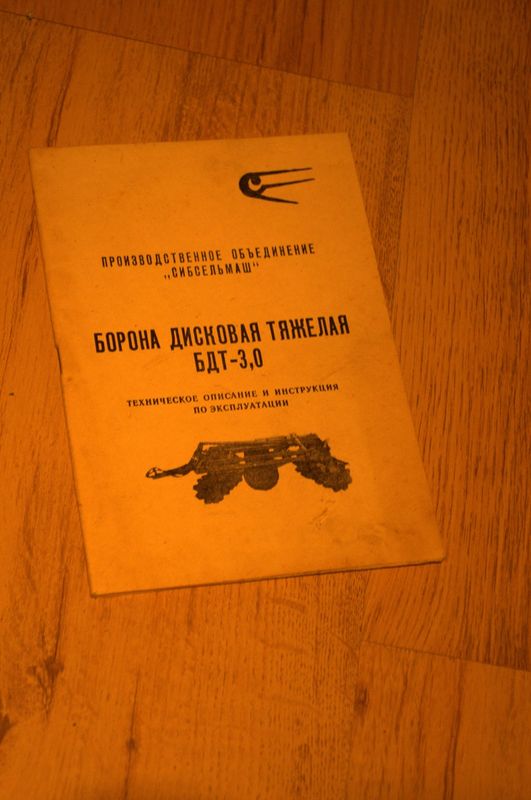 ПРОИЗВОДСТВЕННОЕ ОБЪЕДИНЕНИЕ
„СИБСЕЛЬМАШ“
БОРОНА ДИСКОВАЯ ТЯЖЕЛАЯ
БДТ-3,0
ТЕХНИЧЕСКОЕ ОПИСАНИЕ И ИНСТРУКЦИЯ
ПО ЭКСПЛУАТАЦИИ